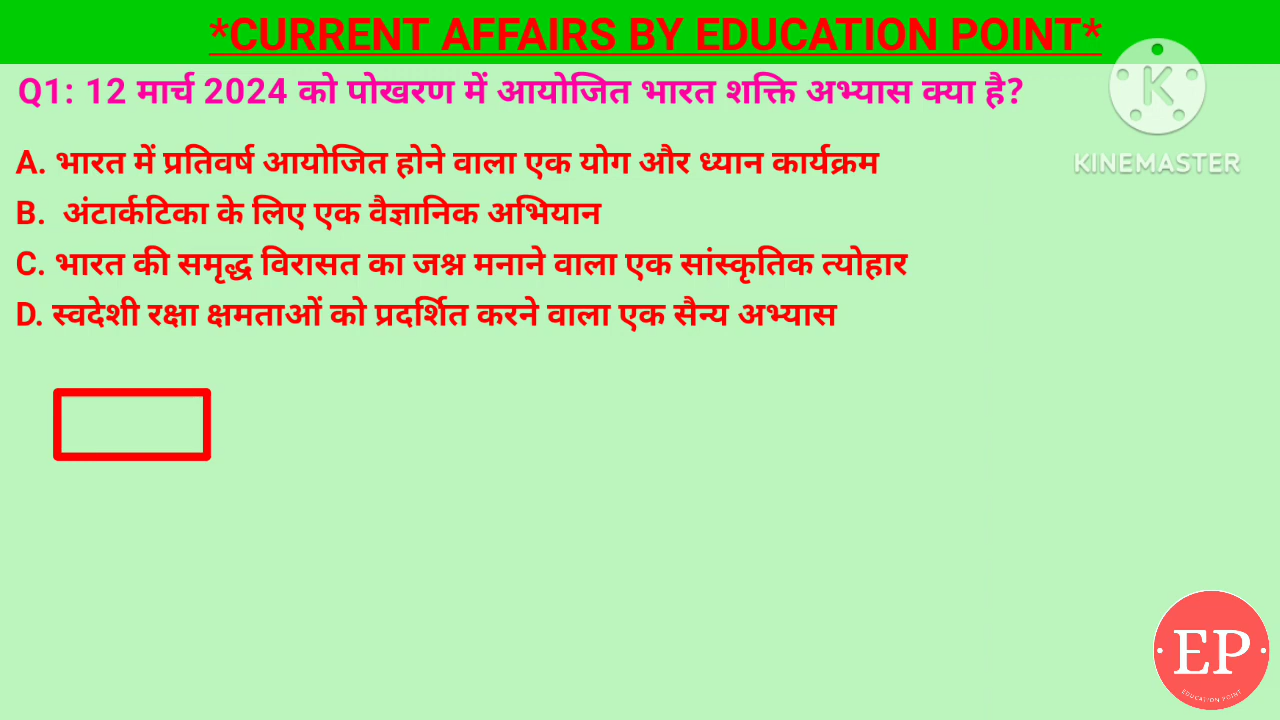 *CURRENT AFFAIRS BY EDUCATION POINT*
Q1: 12 मार्च 2024 को पोखरण में आयोजित भारत शक्ति अभ्यास क्या है?
K
KINEMASTER
A. भारत में प्रतिवर्ष आयोजित होने वाला एक योग और ध्यान कार्यक्रम
B. अंटार्कटिका के लिए एक वैज्ञानिक अभियान
C. भारत की समृद्ध विरासत का जश्न मनाने वाला एक सांस्कृतिक त्योहार
D. स्वदेशी रक्षा क्षमताओं को प्रदर्शित करने वाला एक सैन्य अभ्यास
EP
EDUCATION POINT